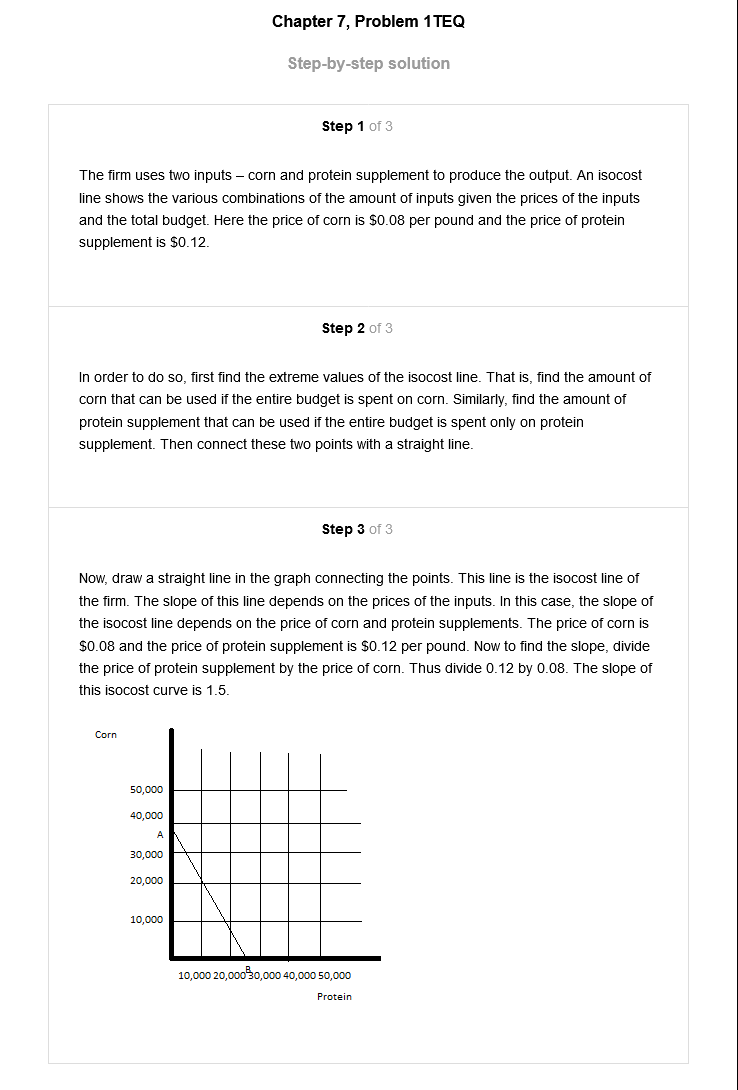 Chapter 7, Problem 1TEQ
Step-by-step solution
Step 1 of 3
The firm uses two inputs – corn and protein supplement to produce the output. An isocost
line shows the various combinations of the amount of inputs given the prices of the inputs
and the total budget. Here the price of corn is $0.08 per pound and the price of protein
supplement is $0.12.
Step 2 of 3
In order to do so, first find the extreme values of the isocost line. That is, find the amount of
corn that can be used if the entire budget is spent on corn. Similarly, find the amount of
protein supplement that can be used if the entire budget is spent only on protein
supplement. Then connect these two points with a straight line.
Step 3 of 3
Now, draw a straight line in the graph connecting the points. This line is the isocost line of
the firm. The slope of this line depends on the prices of the inputs. In this case, the slope of
the isocost line depends on the price of corn and protein supplements. The price of corn is
$0.08 and the price of protein supplement is $0.12 per pound. Now to find the slope, divide
the price of protein supplement by the price of corn. Thus divide 0.12 by 0.08. The slope of
this isocost curve is 1.5.
Corn
50,000
40,000
A
30,000
20,000
10,000
B
10,000 20,000 30,000 40,000 50,000
Protein